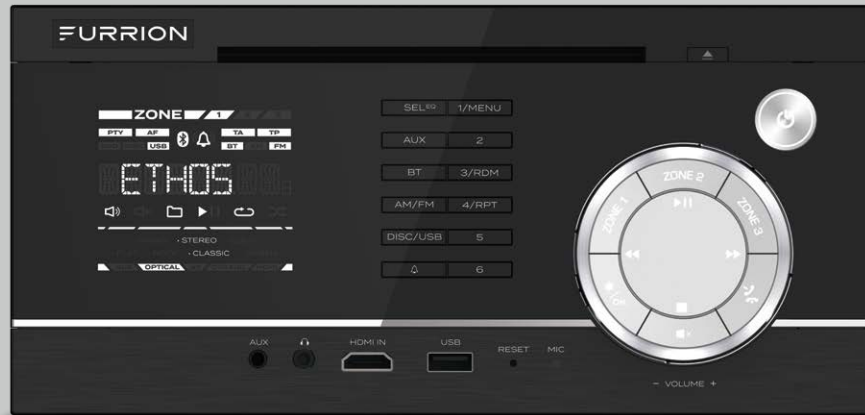 FURRION
ZONE 1
PTY AF TA TP
USB BT FM
ETHOS
STEREO
CLASSIC
OPTICAL
SEL EQ 1/MENU
AUX 2
BT 3/RDM
AM/FM 4/RPT
DISC/USB 5
6
ZONE 1
ZONE 2
ZONE 3
AUX
HDMI IN
USB
RESET
MIC
− VOLUME +